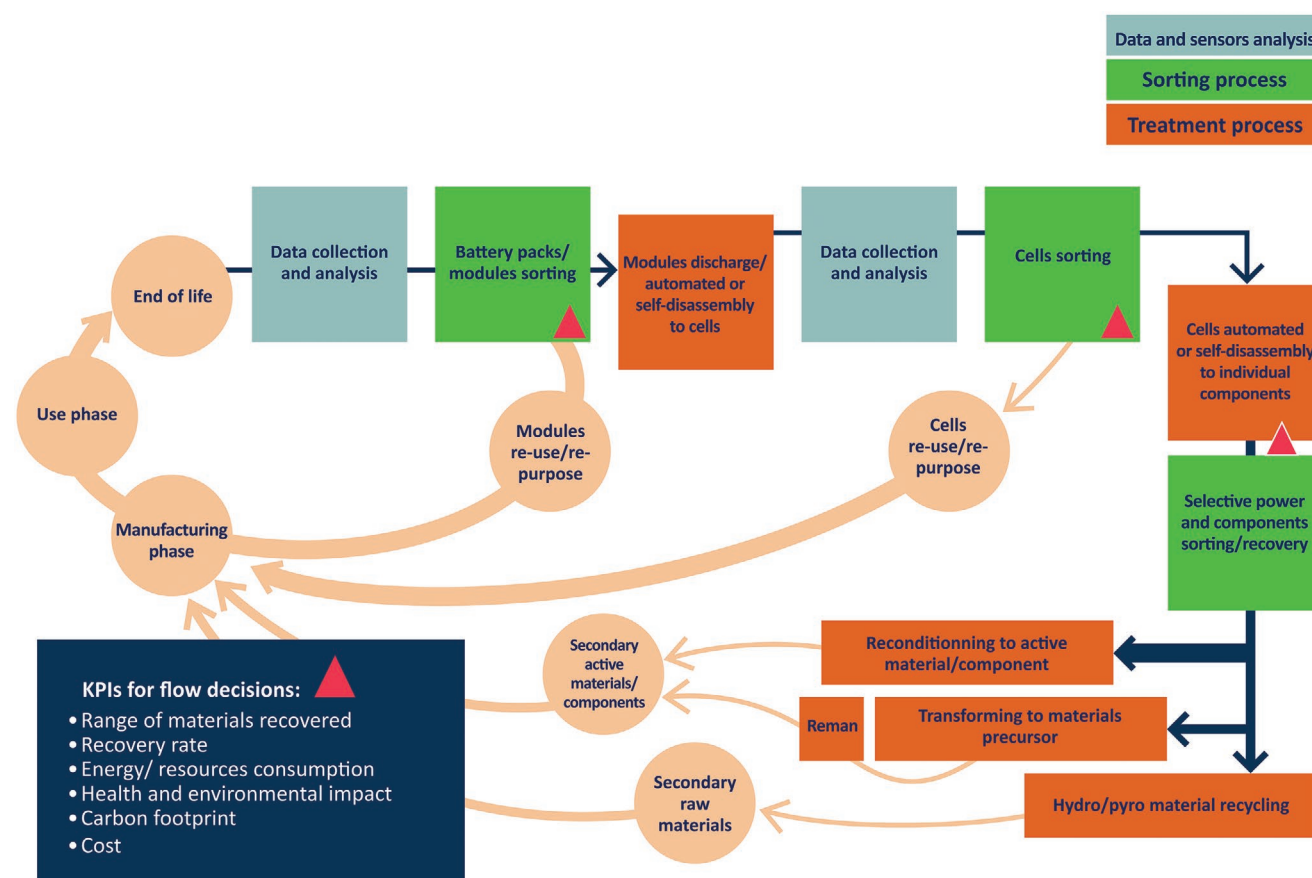 Data and sensors analysis
Sorting process
Treatment process
Data collection
and analysis
Battery packs/
modules sorting
Modules discharge/
automated or
self-disassembly
to cells
Data collection
and analysis
Cells sorting
End of life
Cells automated
or self-disassembly
to individual
components
Use phase
Modules
re-use/re-
purpose
Cells
re-use/re-
purpose
Manufacturing
phase
Selective power
and components
sorting/recovery
Secondary
active
materials/
components
Reconditionning to active
material/component
Reman
Transforming to materials
precursor
Secondary
raw
materials
Hydro/pyro material recycling
KPIs for flow decisions:
• Range of materials recovered
• Recovery rate
• Energy/ resources consumption
• Health and environmental impact
• Carbon footprint
• Cost